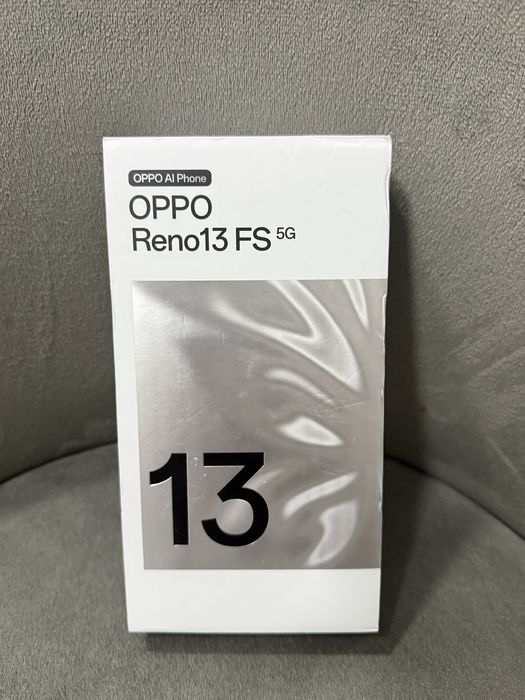 OPPO AI Phone
OPPO
Reno13 FS 5G
13